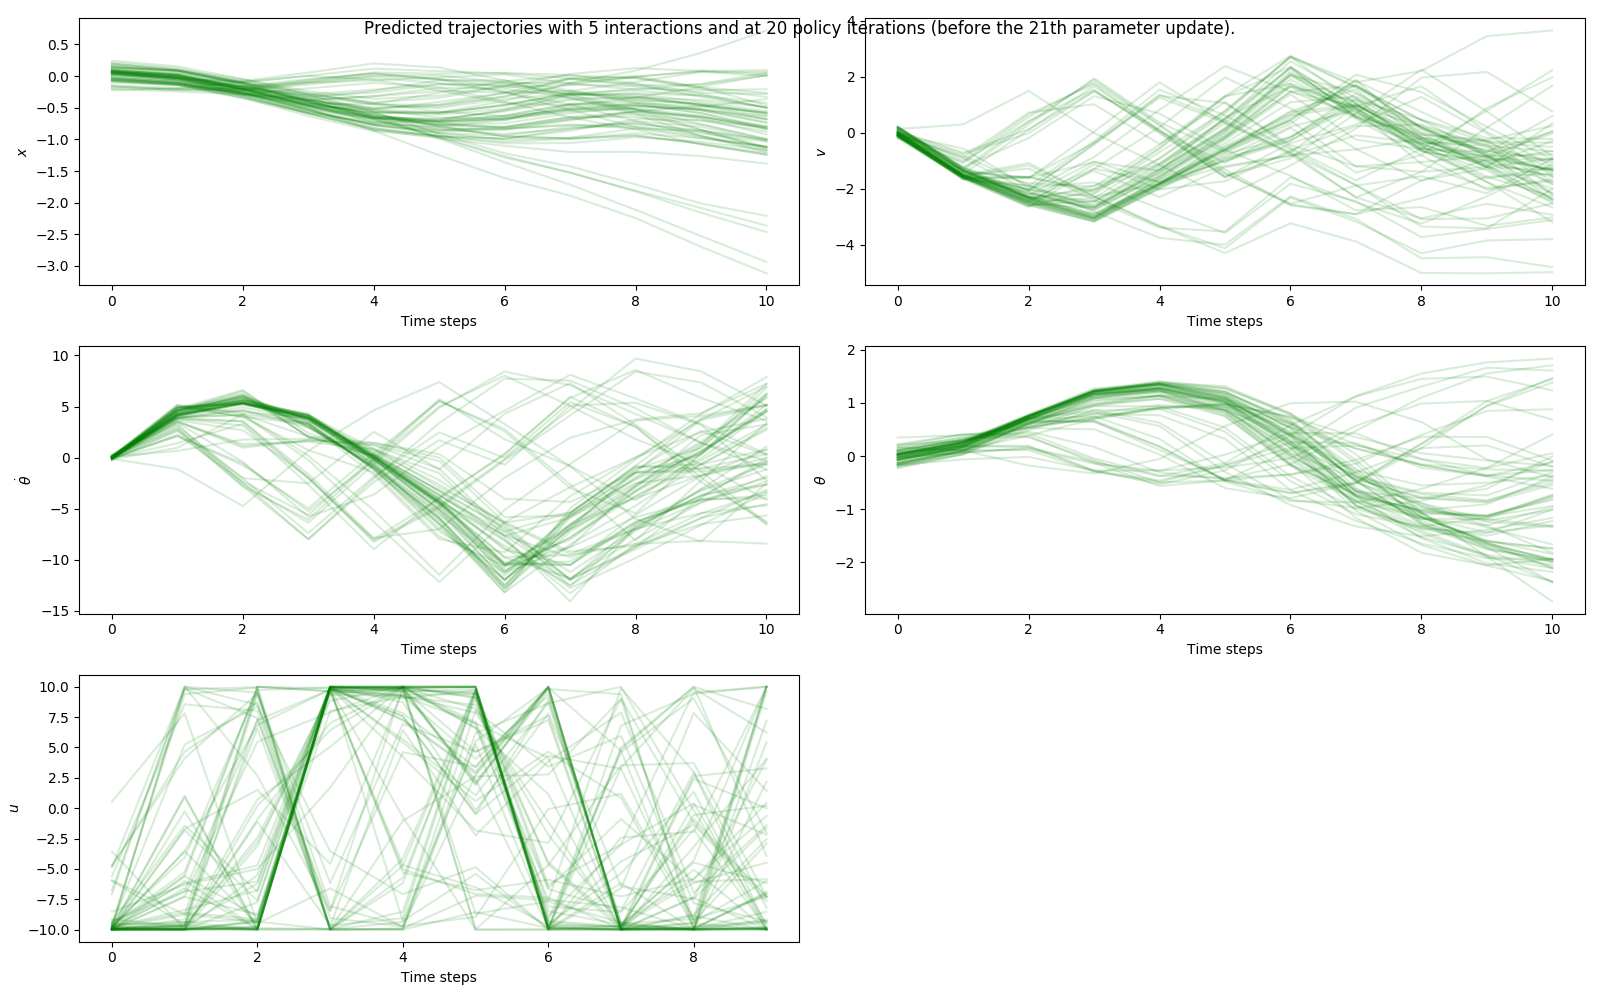 Predicted trajectories with 5 interactions and at 20 policy iterations (before the 21th parameter update).
0.5
0.0
−0.5
−1.0
−1.5
−2.0
−2.5
−3.0
x
0 2 4 6 8 10
Time steps
4
2
0
−2
−4
v
0 2 4 6 8 10
Time steps
10
5
0
−5
−10
−15
θ̇
0 2 4 6 8 10
Time steps
2
1
0
−1
−2
θ
0 2 4 6 8 10
Time steps
10.0
7.5
5.0
2.5
0.0
−2.5
−5.0
−7.5
−10.0
u
0 2 4 6 8
Time steps